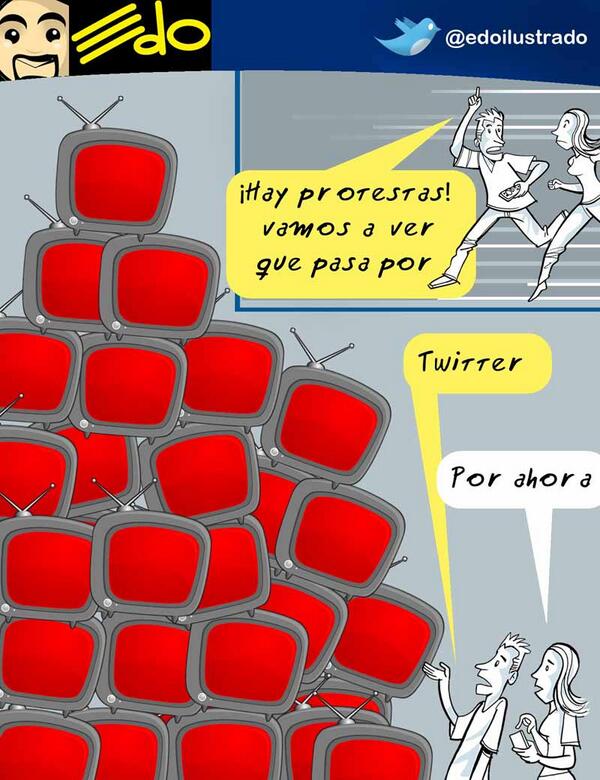 Edo
@edoilustrado
¡Hay protestas!
vamos a ver
que pasa por
Twitter
Por ahora